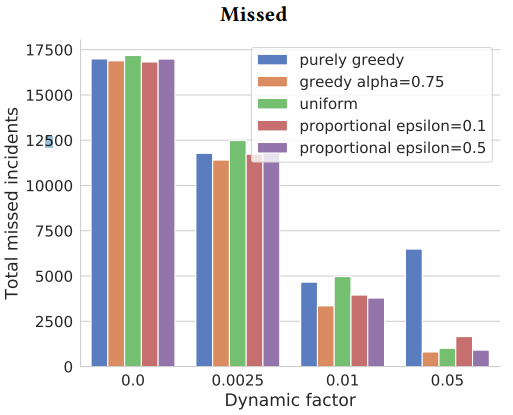 Missed
17500
15000
12500
10000
7500
5000
2500
0
Total missed incidents
purely greedy
greedy alpha=0.75
uniform
proportional epsilon=0.1
proportional epsilon=0.5
0.0 0.0025 0.01 0.05
Dynamic factor